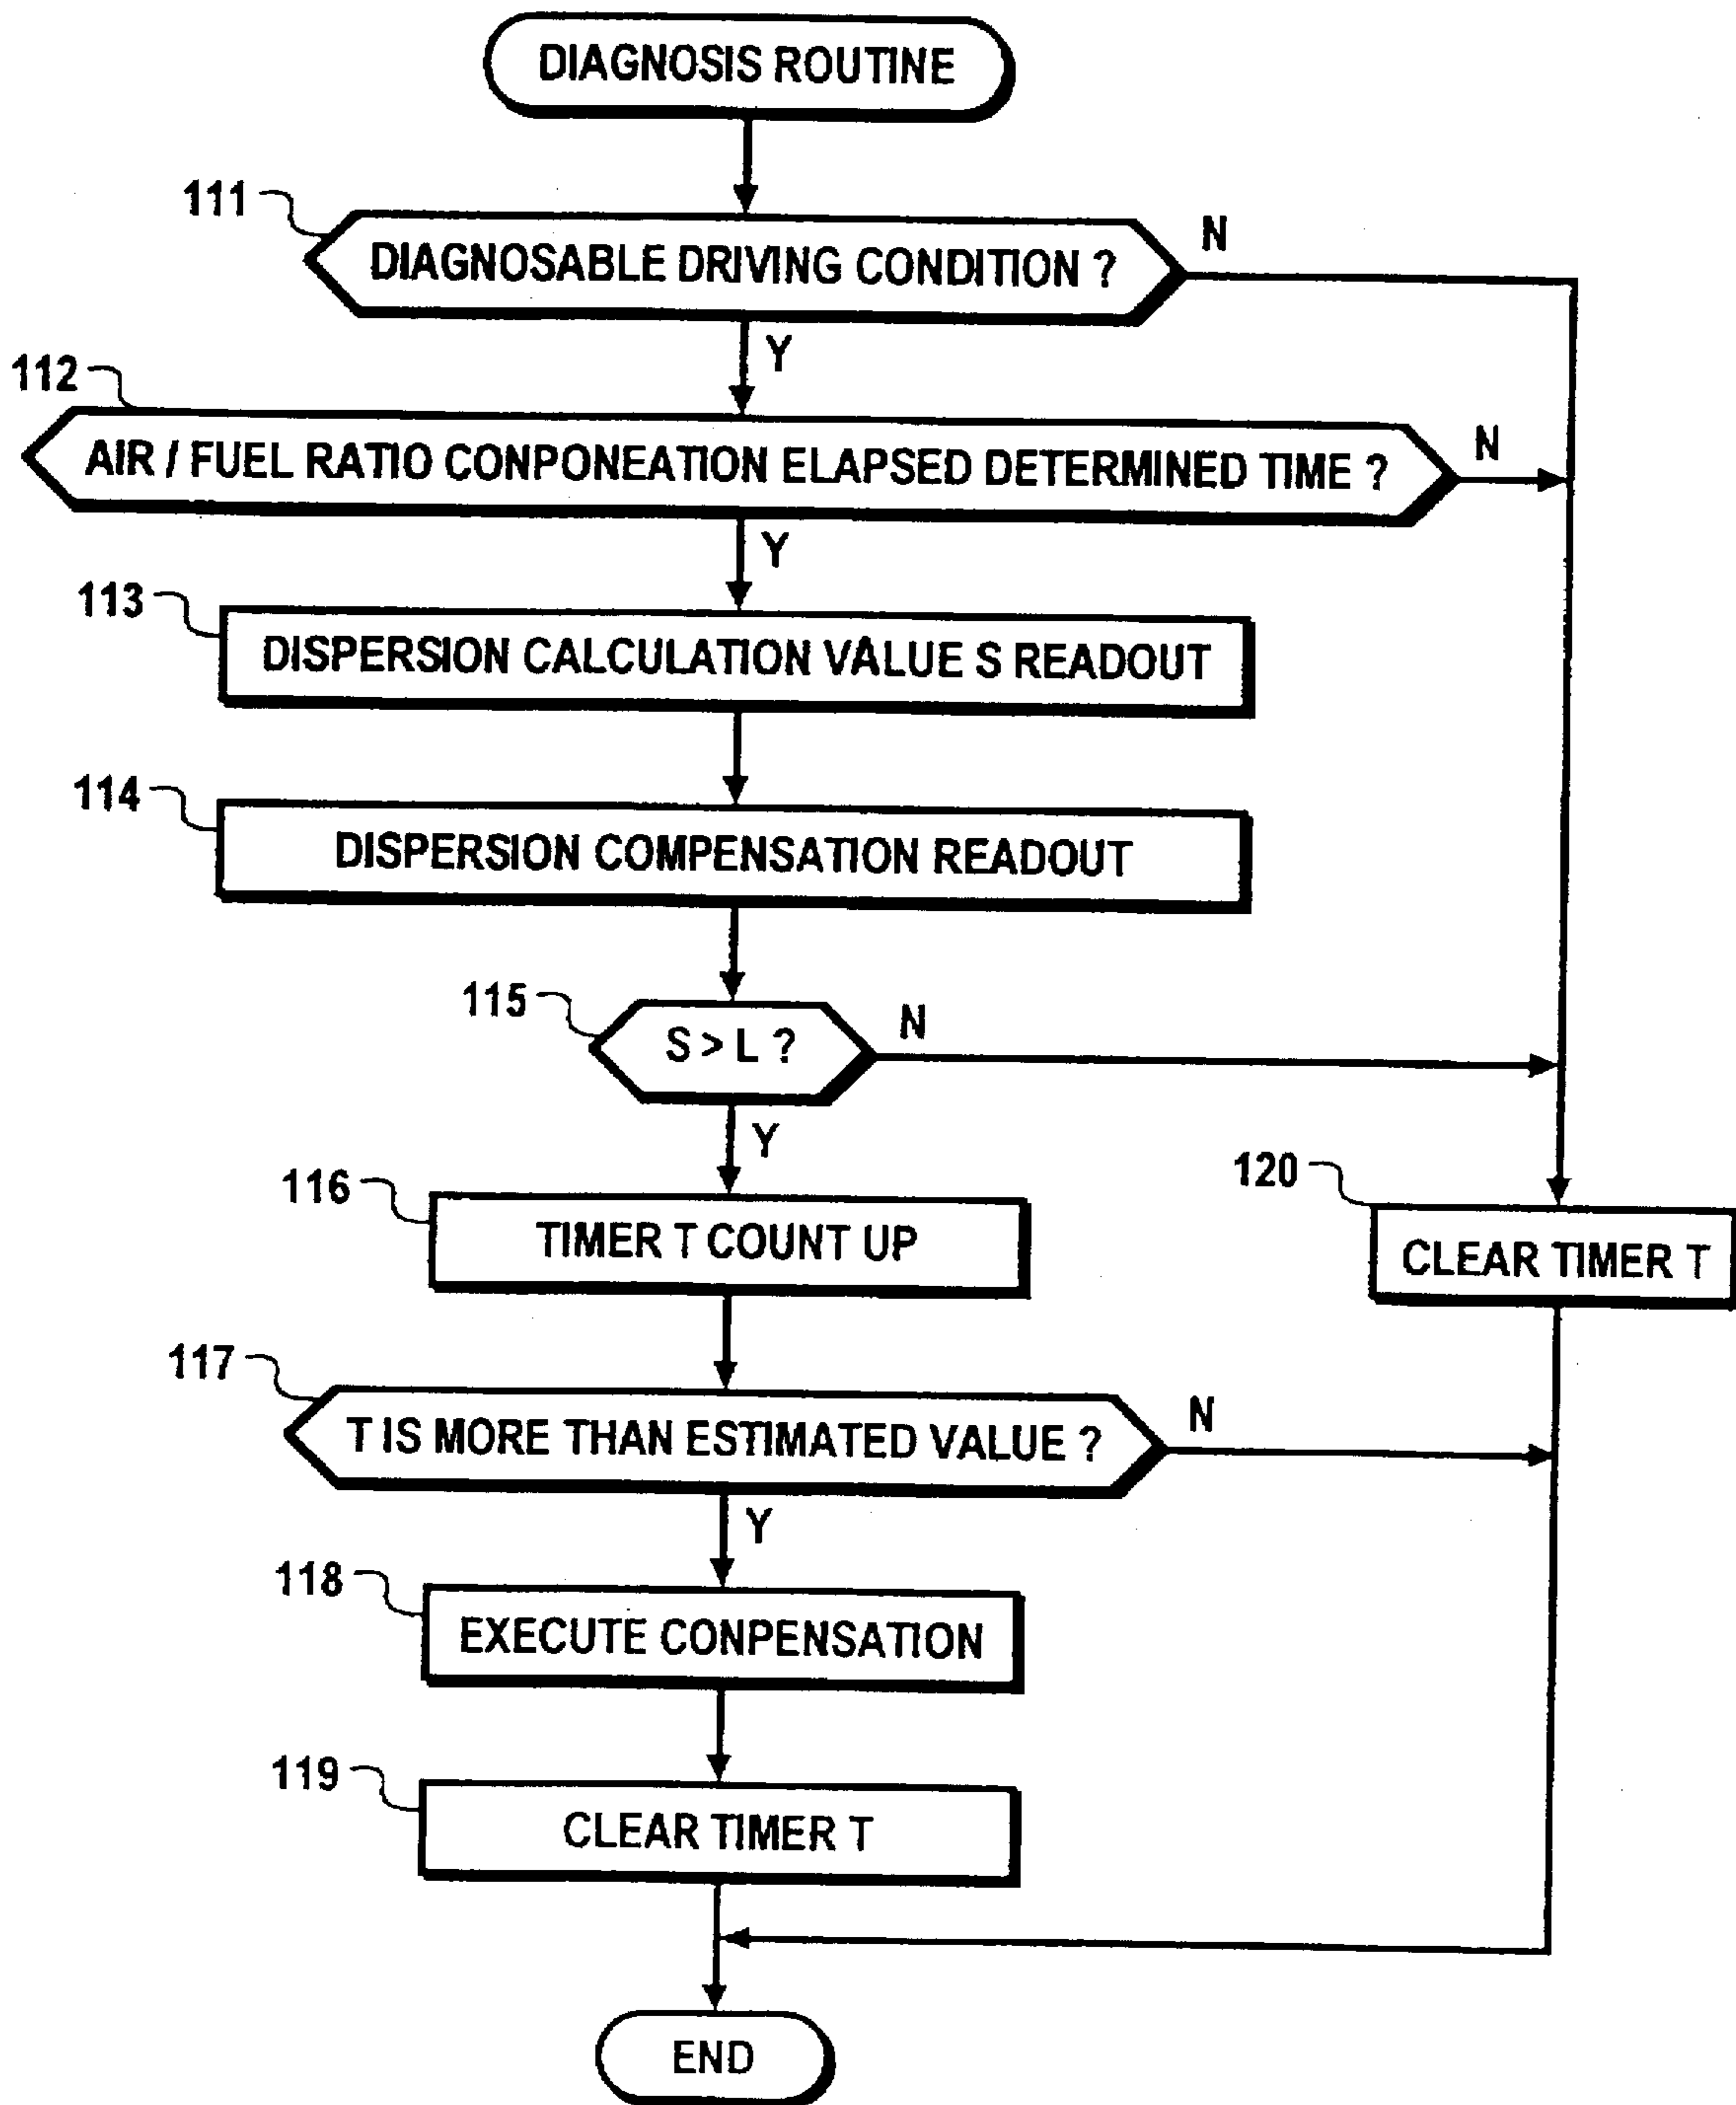 DIAGNOSIS ROUTINE
111
DIAGNOSABLE DRIVING CONDITION ?
N
Y
112
AIR / FUEL RATIO CONPONEATION ELAPSED DETERMINED TIME ?
N
Y
113
DISPERSION CALCULATION VALUE S READOUT
114
DISPERSION COMPENSATION READOUT
115
S > L ?
N
Y
116
TIMER T COUNT UP
120
CLEAR TIMER T
117
T IS MORE THAN ESTIMATED VALUE ?
N
Y
118
EXECUTE CONPENSATION
119
CLEAR TIMER T
END